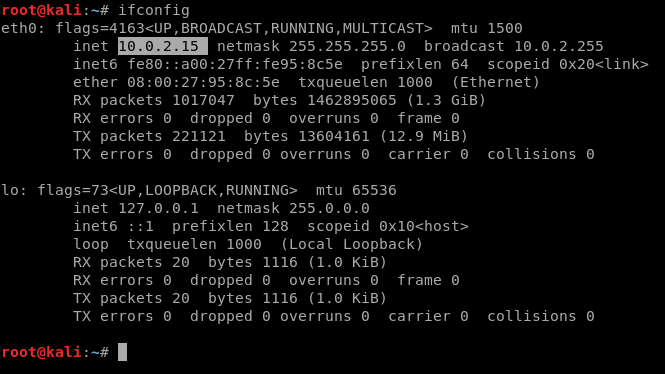 root@kali:~# ifconfig
eth0: flags=4163<UP,BROADCAST,RUNNING,MULTICAST>  mtu 1500
        inet 10.0.2.15  netmask 255.255.255.0  broadcast 10.0.2.255
        inet6 fe80::a00:27ff:fe95:8c5e  prefixlen 64  scopeid 0x20<link>
        ether 08:00:27:95:8c:5e  txqueuelen 1000  (Ethernet)
        RX packets 1017047  bytes 1462895065 (1.3 GiB)
        RX errors 0  dropped 0  overruns 0  frame 0
        TX packets 221121  bytes 13604161 (12.9 MiB)
        TX errors 0  dropped 0 overruns 0  carrier 0  collisions 0

lo: flags=73<UP,LOOPBACK,RUNNING>  mtu 65536
        inet 127.0.0.1  netmask 255.0.0.0
        inet6 ::1  prefixlen 128  scopeid 0x10<host>
        loop  txqueuelen 1000  (Local Loopback)
        RX packets 20  bytes 1116 (1.0 KiB)
        RX errors 0  dropped 0  overruns 0  frame 0
        TX packets 20  bytes 1116 (1.0 KiB)
        TX errors 0  dropped 0 overruns 0  carrier 0  collisions 0

root@kali:~#